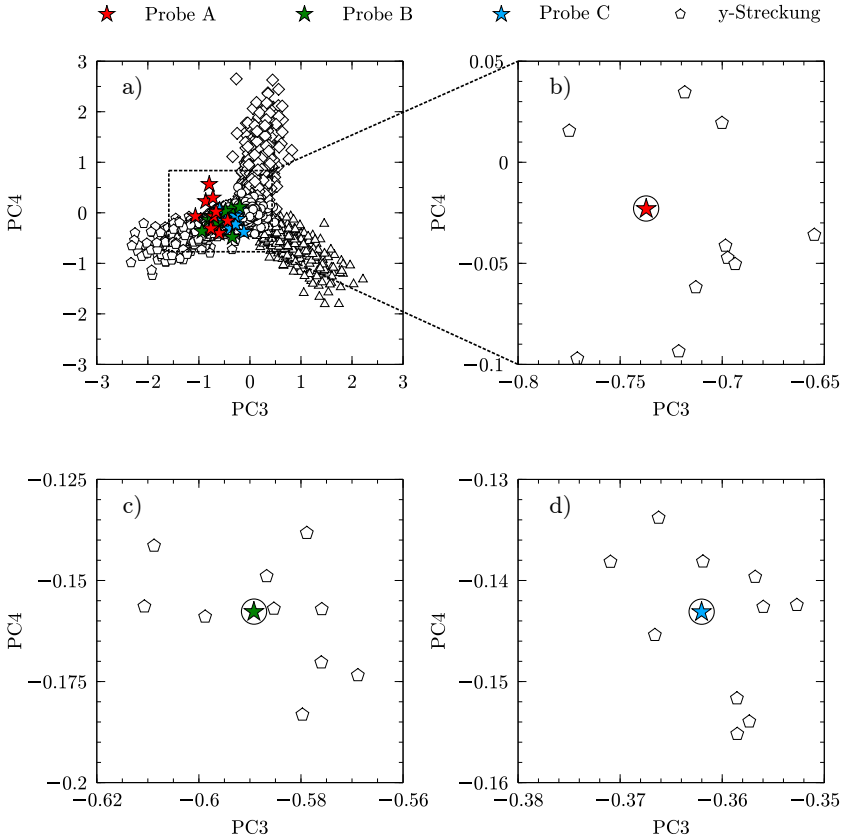 Probe A Probe B Probe C y-Streckung
a)
3
2
1
0
−1
−2
−3
−3 −2 −1 0 1 2 3
PC4
PC3
b)
0.05
0
−0.05
−0.1
−0.8 −0.75 −0.7 −0.65
PC4
PC3
c)
−0.125
−0.15
−0.175
−0.2
−0.62 −0.6 −0.58 −0.56
PC4
PC3
d)
−0.13
−0.14
−0.15
−0.16
−0.38 −0.37 −0.36 −0.35
PC4
PC3